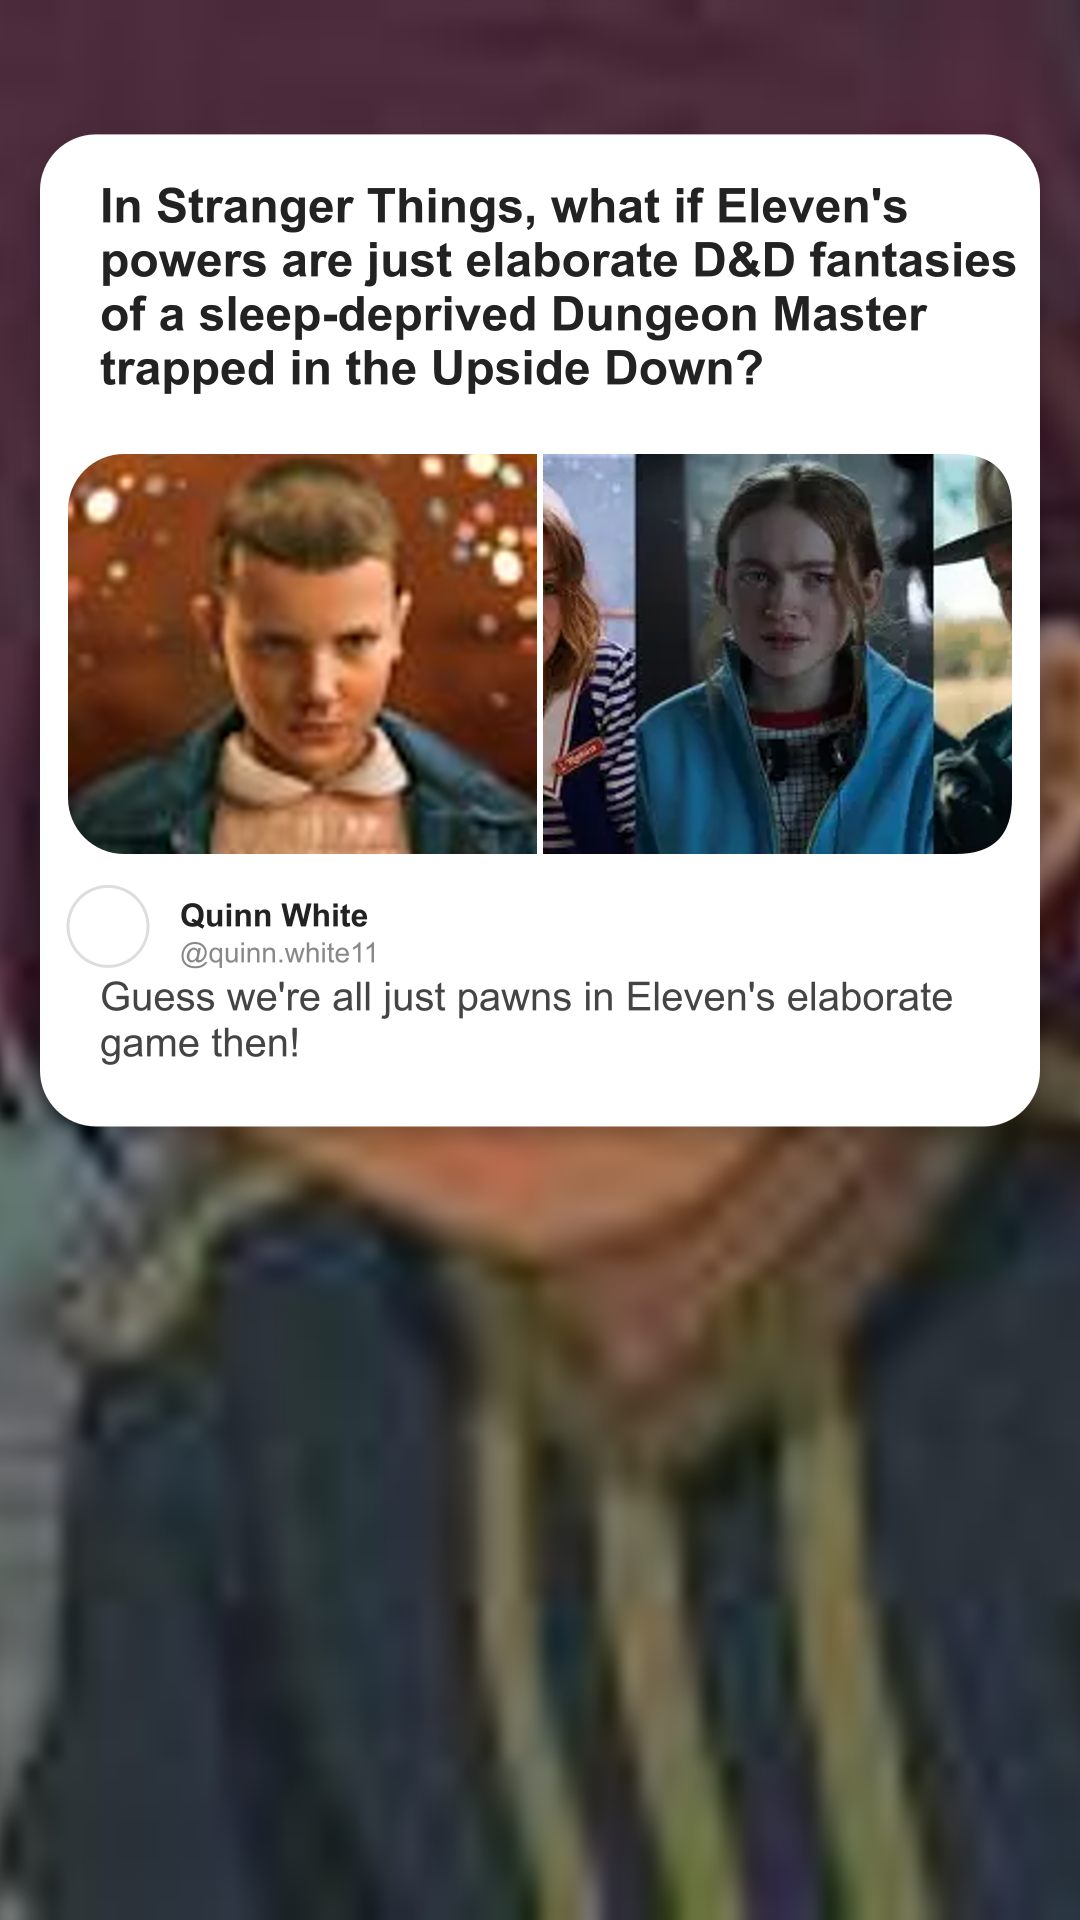 In Stranger Things, what if Eleven's
powers are just elaborate D&D fantasies
of a sleep-deprived Dungeon Master
trapped in the Upside Down?
Quinn White
@quinn.white11
Guess we're all just pawns in Eleven's elaborate
game then!